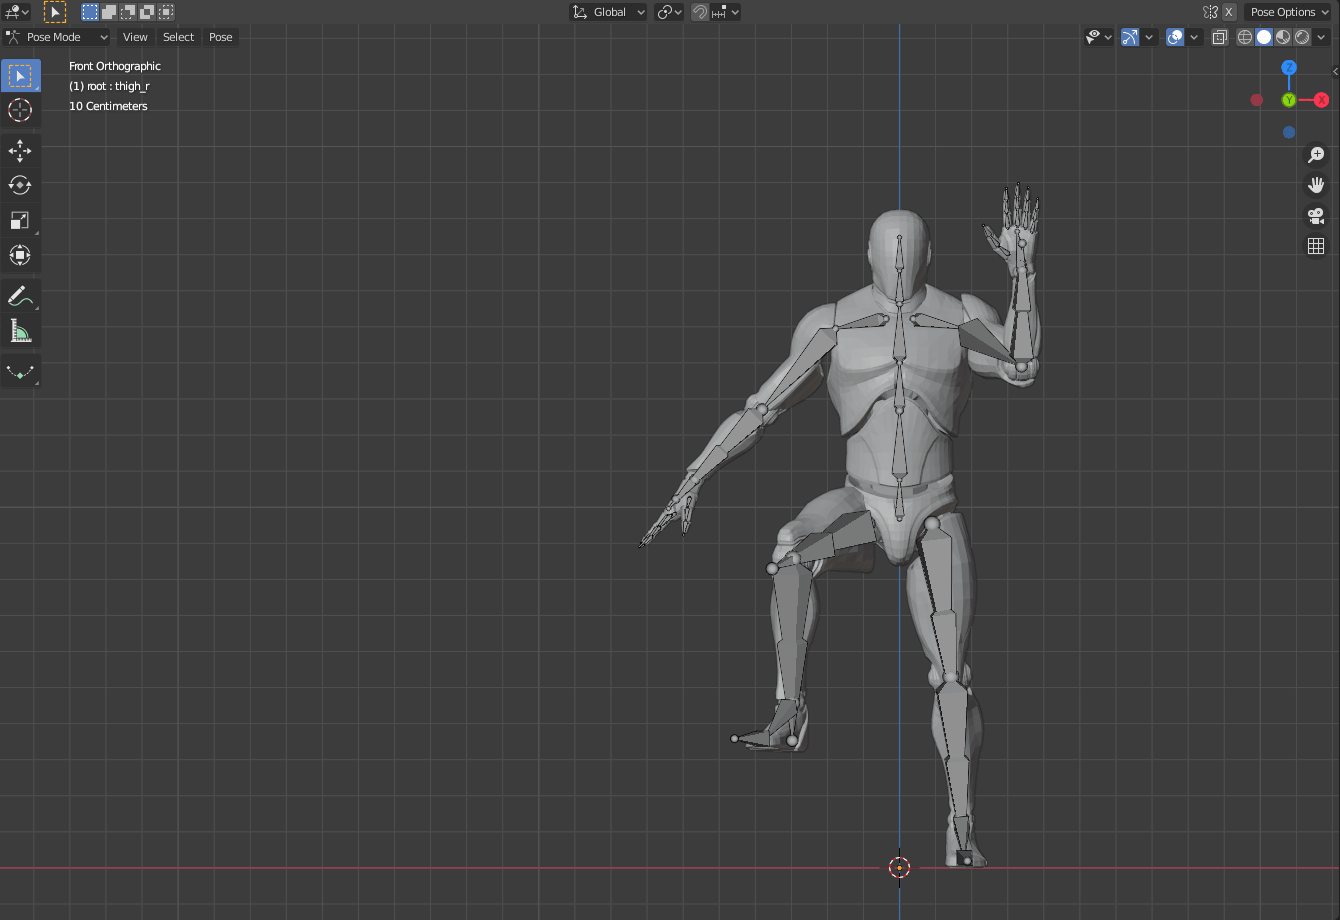 Global
X
Pose Options
Pose Mode
View
Select
Pose
Front Orthographic
(1) root : thigh_r
10 Centimeters
Z
Y
X